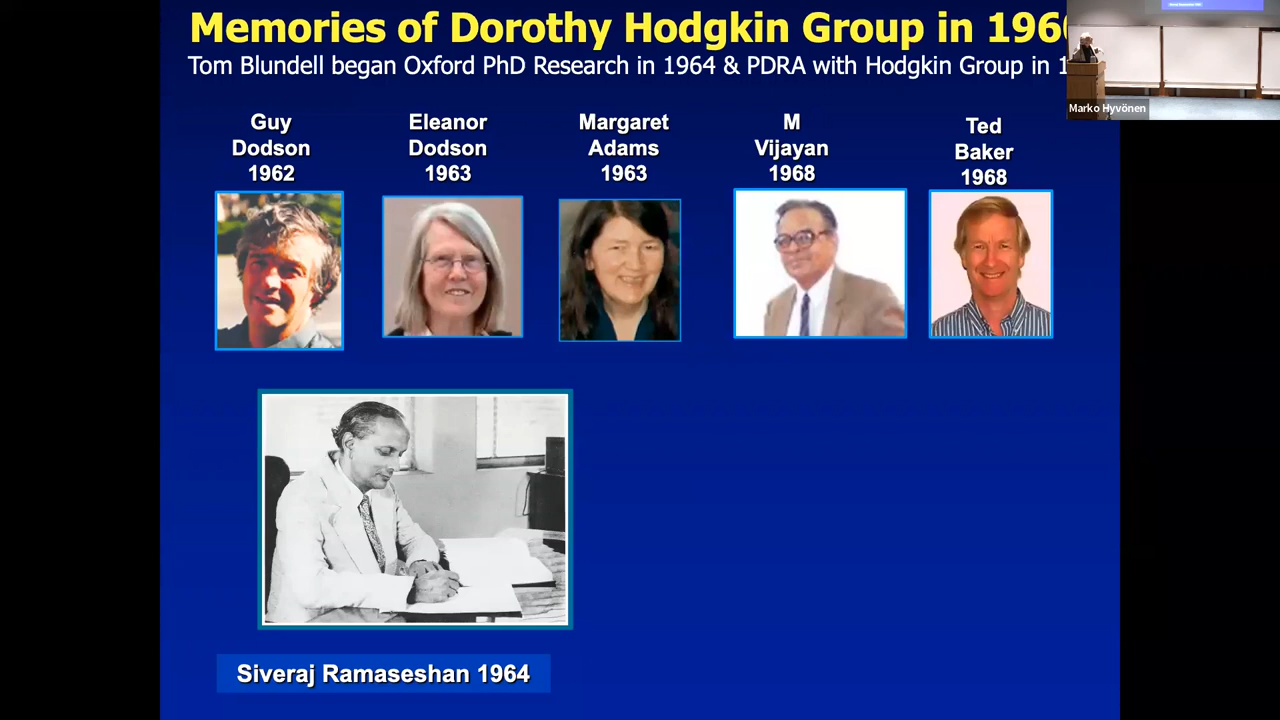 Memories of Dorothy Hodgkin Group in 196
Tom Blundell began Oxford PhD Research in 1964 & PDRA with Hodgkin Group in 1
Marko Hyvönen
Guy
Dodson
1962
Eleanor
Dodson
1963
Margaret
Adams
1963
M
Vijayan
1968
Ted
Baker
1968
Siveraj Ramaseshan 1964